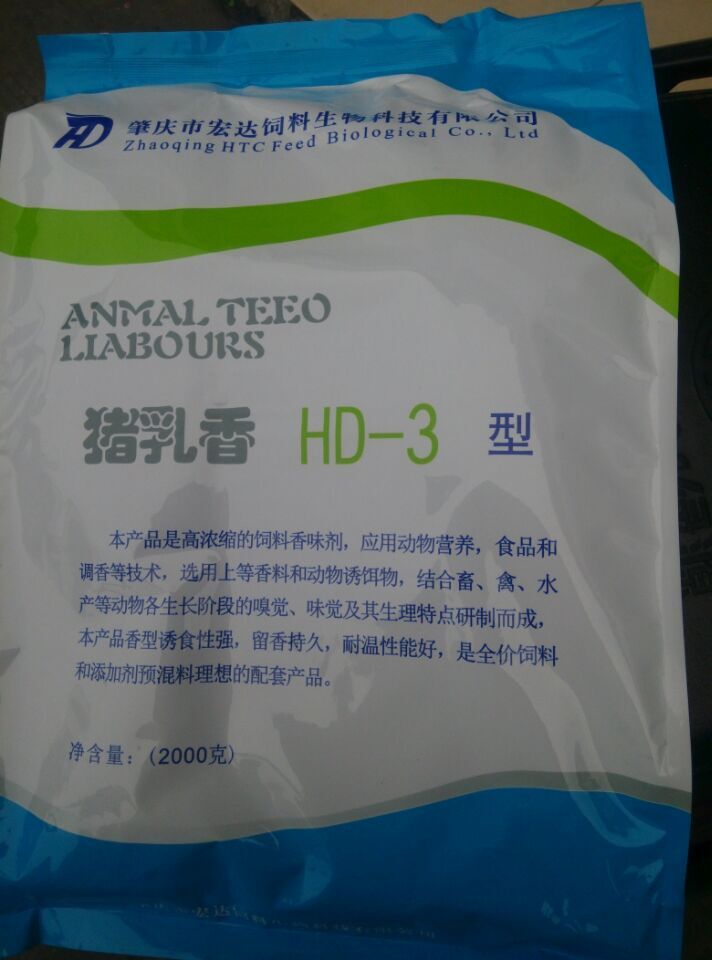 HD
肇庆市宏达饲料生物科技有限公司
Zhaoqing HTC Feed Biological Co., Ltd
ANMAL TEEO
LIABOURS
猪乳香 HD-3 型
本产品是高浓缩的饲料香味剂，应用动物营养，食品和
调香等技术，选用上等香料和动物诱饵物，结合畜、禽、水
产等动物各生长阶段的嗅觉、味觉及其生理特点研制而成，
本产品香型诱食性强，留香持久，耐温性能好，是全价饲料
和添加剂预混料理想的配套产品。
净含量：(2000克)